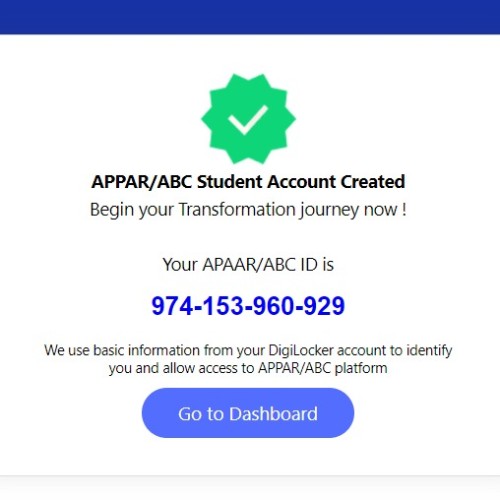 APPAR/ABC Student Account Created
Begin your Transformation journey now !
Your APAAR/ABC ID is
974-153-960-929
We use basic information from your DigiLocker account to identify
you and allow access to APPAR/ABC platform
Go to Dashboard